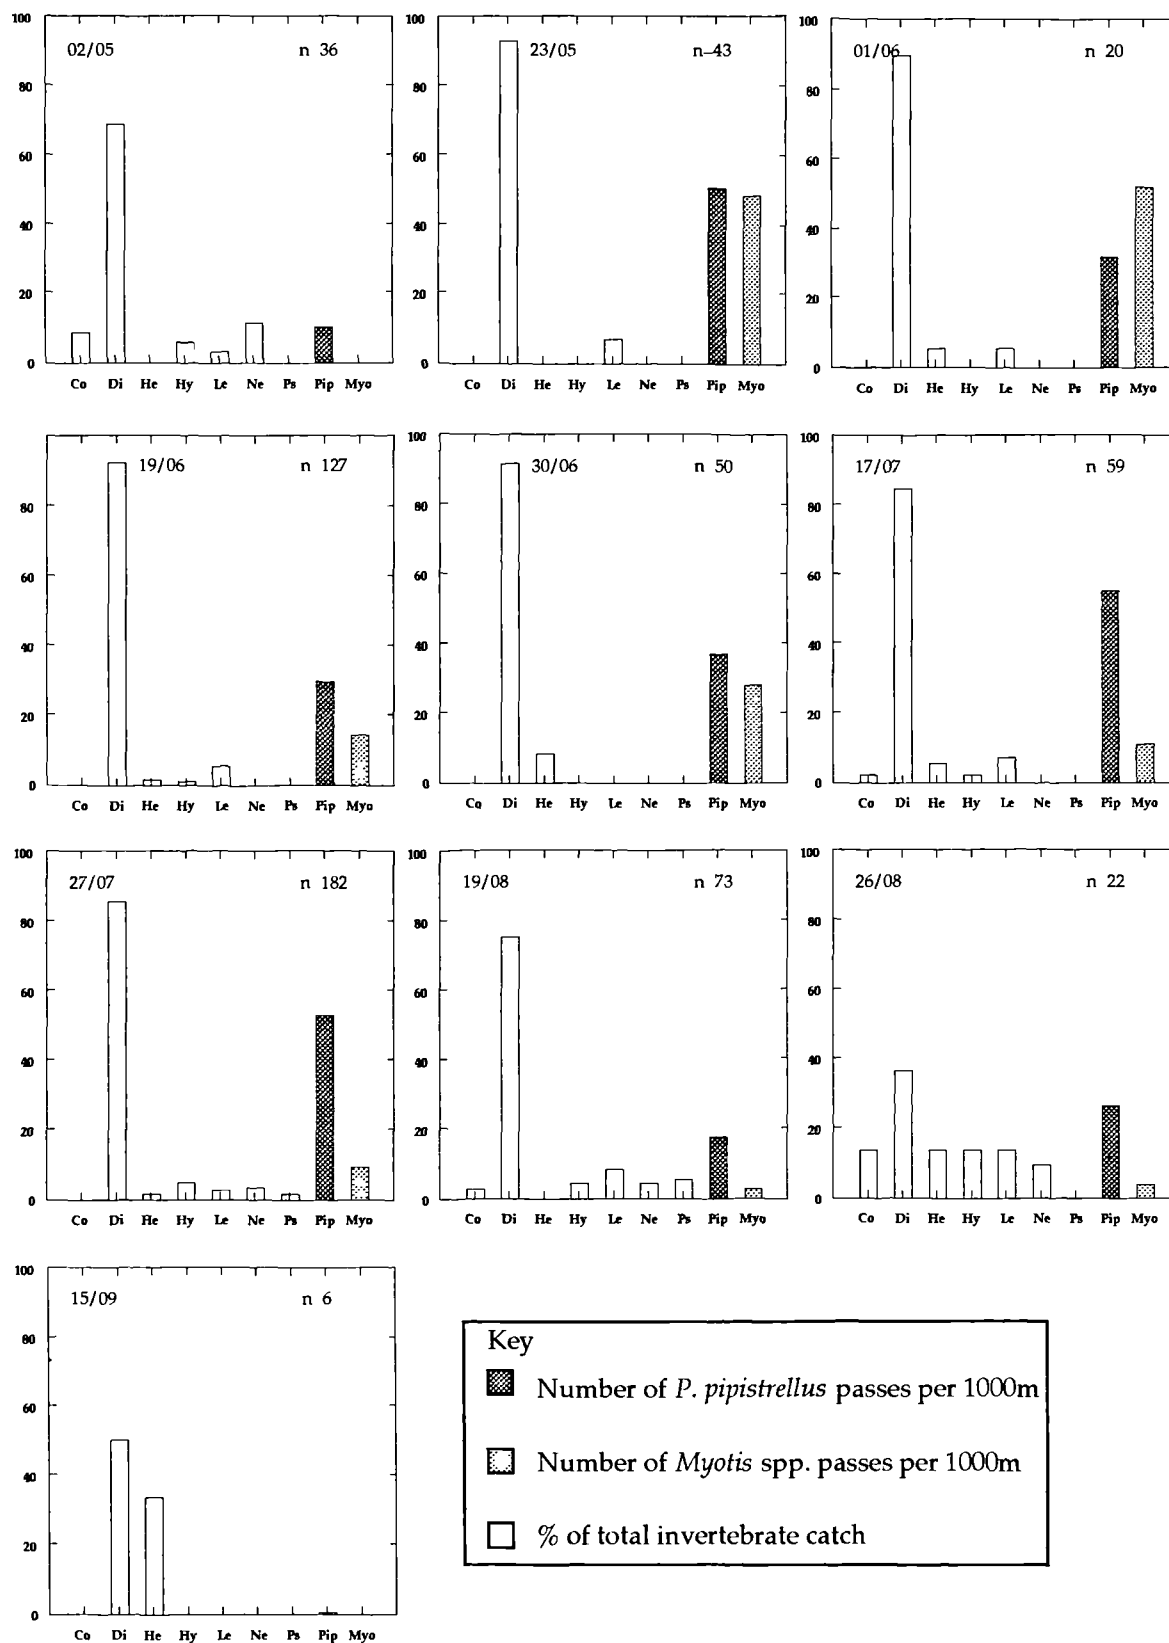 02/05 n 36
100
80
60
40
20
0
Co Di He Hy Le Ne Ps Pip Myo
23/05 n–43
100
80
60
40
20
0
Co Di He Hy Le Ne Ps Pip Myo
01/06 n 20
100
80
60
40
20
0
Co Di He Hy Le Ne Ps Pip Myo
19/06 n 127
80
60
40
20
0
Co Di He Hy Le Ne Ps Pip Myo
30/06 n 50
100
80
60
40
20
0
Co Di He Hy Le Ne Ps Pip Myo
17/07 n 59
100
80
60
40
20
0
Co Di He Hy Le Ne Ps Pip Myo
27/07 n 182
100
80
60
40
20
0
Co Di He Hy Le Ne Ps Pip Myo
19/08 n 73
100
80
60
40
20
0
Co Di He Hy Le Ne Ps Pip Myo
26/08 n 22
100
80
60
40
20
0
Co Di He Hy Le Ne Ps Pip Myo
15/09 n 6
100
80
60
40
20
0
Co Di He Hy Le Ne Ps Pip Myo
Key
Number of P. pipistrellus passes per 1000m
Number of Myotis spp. passes per 1000m
% of total invertebrate catch